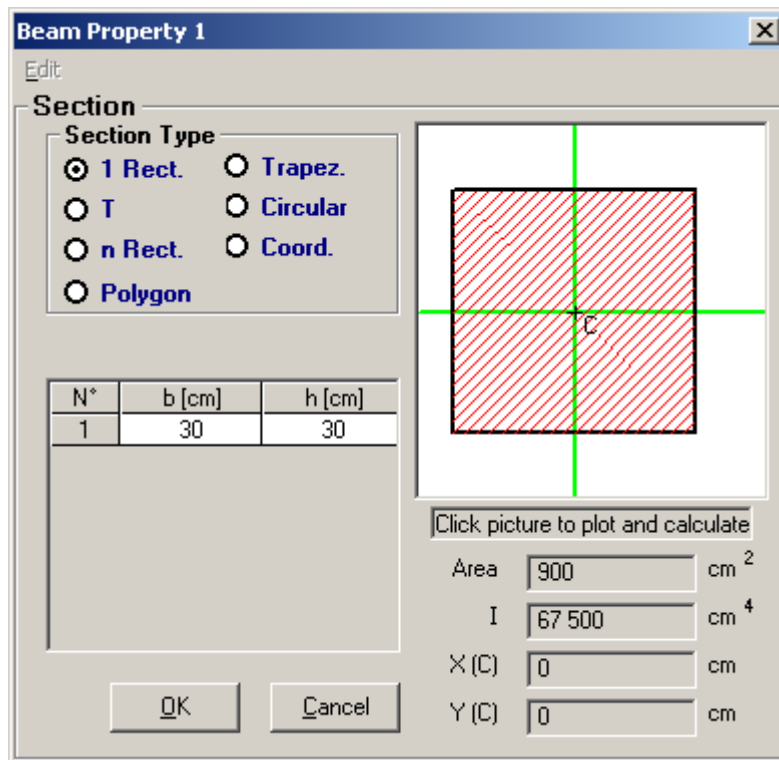 Beam Property 1
Edit
Section
Section Type
1 Rect. Trapez.
T Circular
n Rect. Coord.
Polygon
C
N° b [cm] h [cm]
1 30 30
Click picture to plot and calculate
Area 900 cm 2
I 67 500 cm 4
X (C) 0 cm
Y (C) 0 cm
OK Cancel